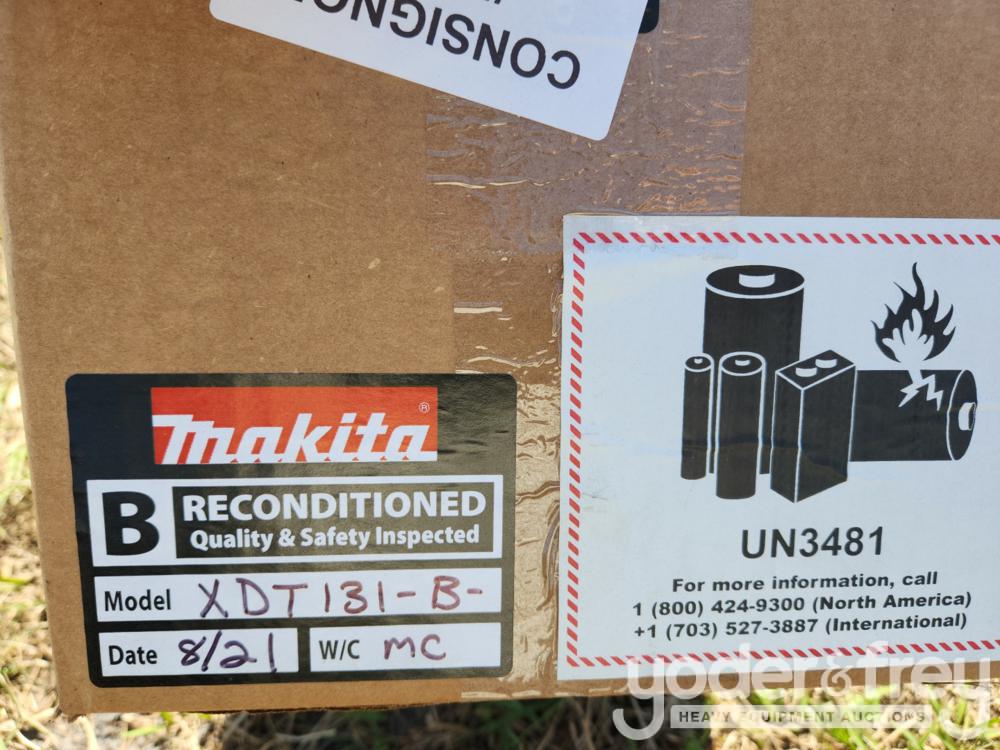 CONSIGNO
makita®
B RECONDITIONED
Quality & Safety Inspected
Model XDT131-B-
Date 8/21 W/C MC
UN3481
For more information, call
1 (800) 424-9300 (North America)
+1 (703) 527-3887 (International)
yoder&frey
HEAVY EQUIPMENT AUCTIONS